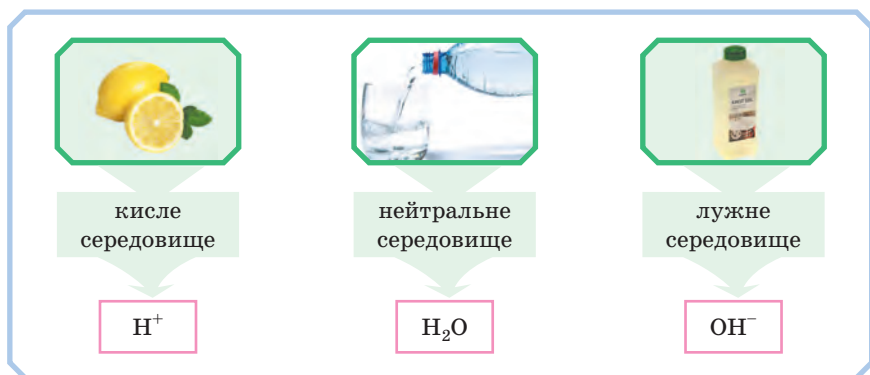 кисле
середовище
нейтральне
середовище
лужне
середовище
H⁺
H₂O
OH⁻